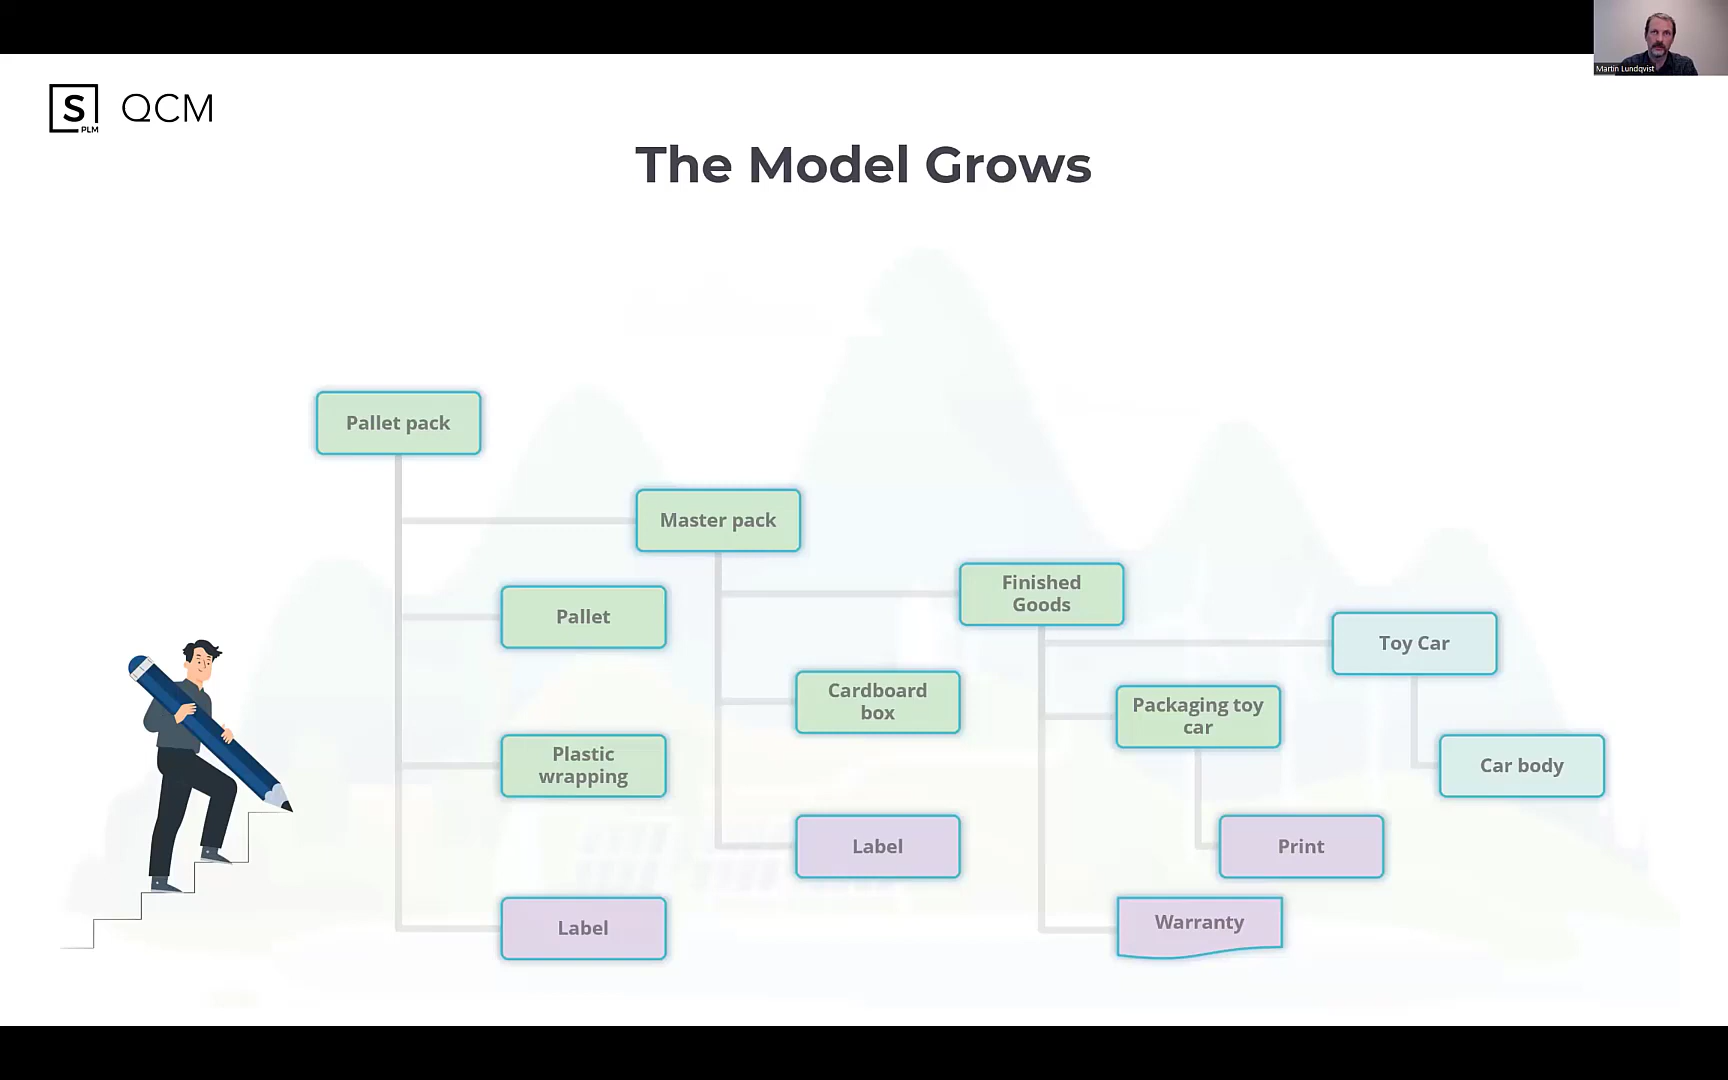 Martin Lundqvist
S
PLM
QCM
The Model Grows
Pallet pack
Master pack
Finished
Goods
Pallet
Toy Car
Cardboard
box
Packaging toy
car
Plastic
wrapping
Car body
Label
Print
Label
Warranty